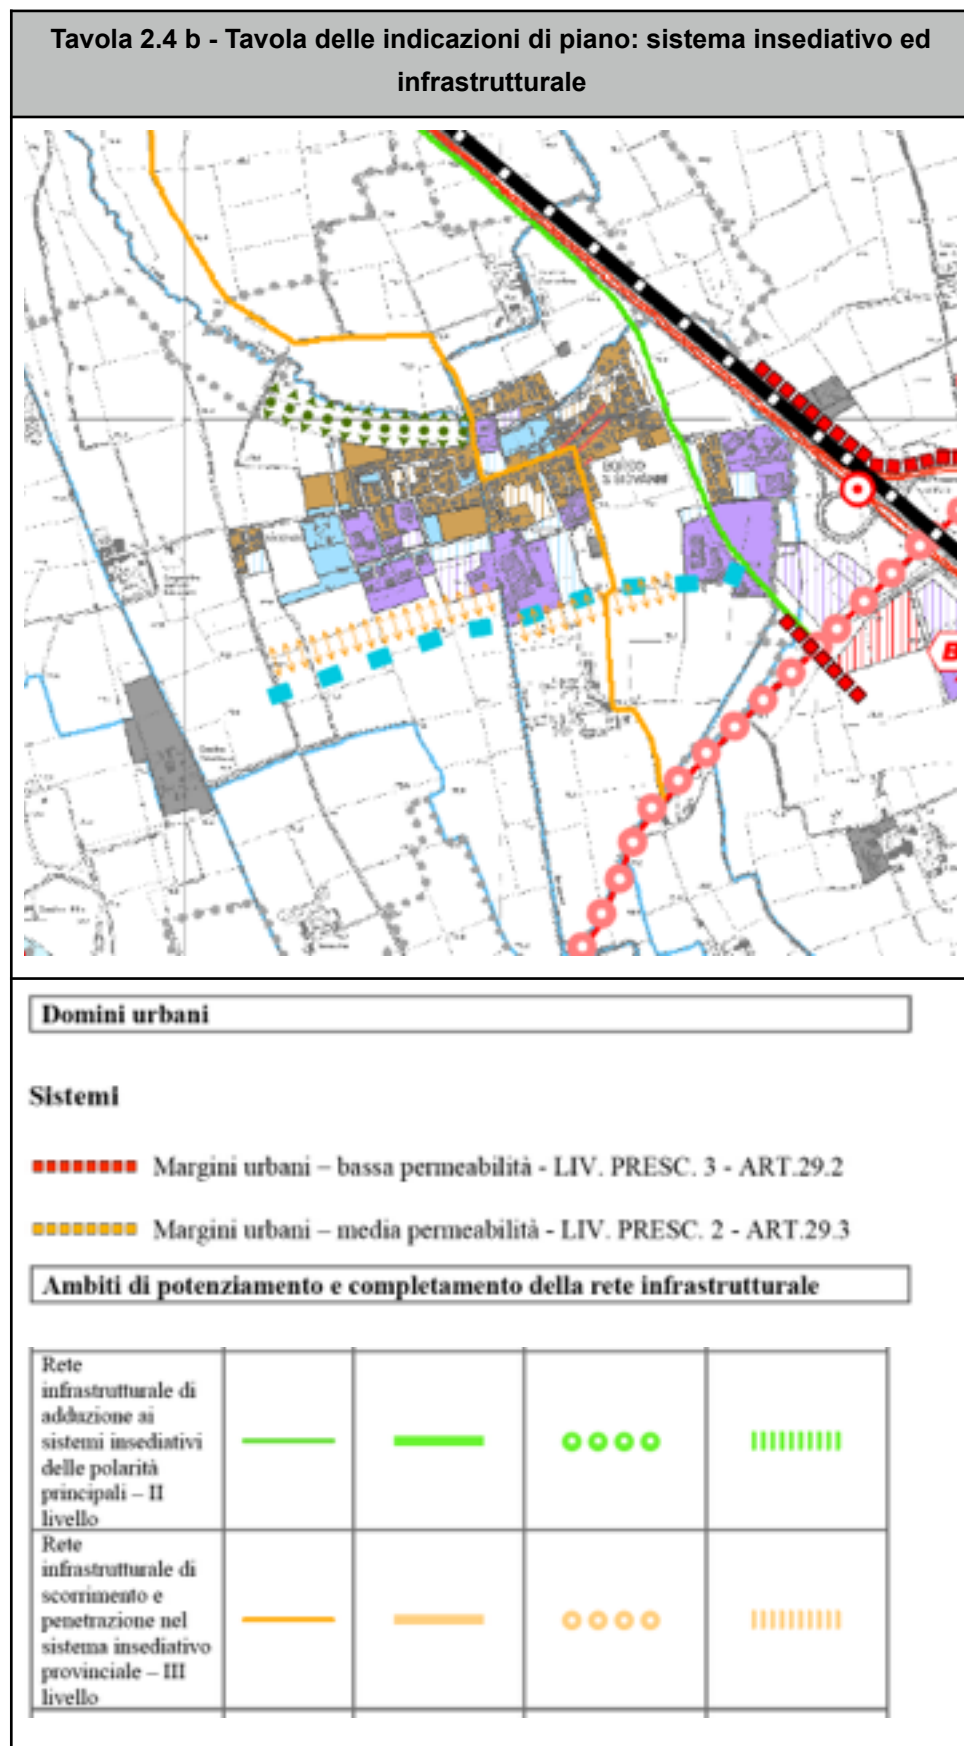 Tavola 2.4 b - Tavola delle indicazioni di piano: sistema insediativo ed
infrastrutturale
BORGO
S. GIOVANNI
B
Domini urbani
Sistemi
Margini urbani – bassa permeabilità - LIV. PRESC. 3 - ART.29.2
Margini urbani – media permeabilità - LIV. PRESC. 2 - ART.29.3
Ambiti di potenziamento e completamento della rete infrastrutturale
Rete
infrastrutturale di
adduzione ai
sistemi insediativi
delle polarità
principali – II
livello
Rete
infrastrutturale di
scorrimento e
penetrazione nel
sistema insediativo
provinciale – III
livello